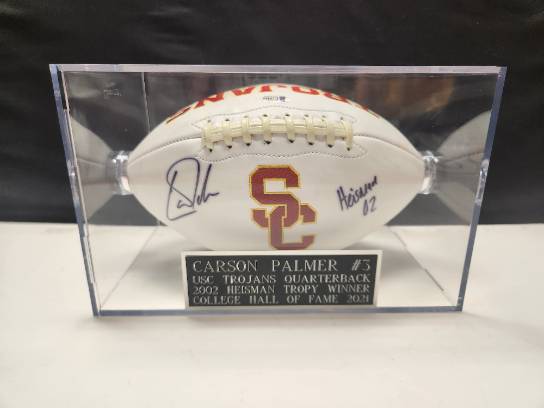 SC
Heisman
02
CARSON PALMER #3
USC TROJANS QUARTERBACK
2002 HEISMAN TROPY WINNER
COLLEGE HALL OF FAME 2021